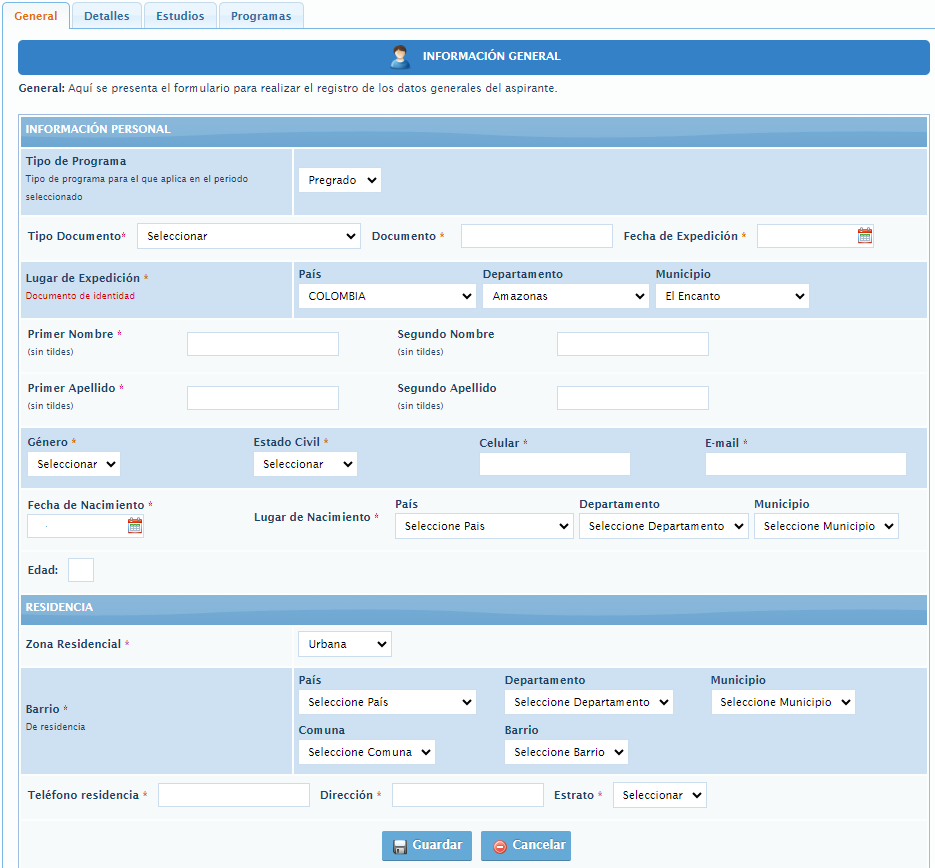 General Detalles Estudios Programas
INFORMACIÓN GENERAL
General: Aquí se presenta el formulario para realizar el registro de los datos generales del aspirante.
INFORMACIÓN PERSONAL
Tipo de Programa
Tipo de programa para el que aplica en el periodo
seleccionado
Pregrado
Tipo Documento* Seleccionar Documento * Fecha de Expedición *
Lugar de Expedición *
Documento de identidad
País Departamento Municipio
COLOMBIA Amazonas El Encanto
Primer Nombre * Segundo Nombre
(sin tildes) (sin tildes)
Primer Apellido * Segundo Apellido
(sin tildes) (sin tildes)
Género * Estado Civil * Celular * E-mail *
Seleccionar Seleccionar
Fecha de Nacimiento * Lugar de Nacimiento * País Departamento Municipio
Seleccione Pais Seleccione Departamento Seleccione Municipio
Edad:
RESIDENCIA
Zona Residencial * Urbana
Barrio *
De residencia
País Departamento Municipio
Seleccione País Seleccione Departamento Seleccione Municipio
Comuna Barrio
Seleccione Comuna Seleccione Barrio
Teléfono residencia * Dirección * Estrato * Seleccionar
Guardar Cancelar